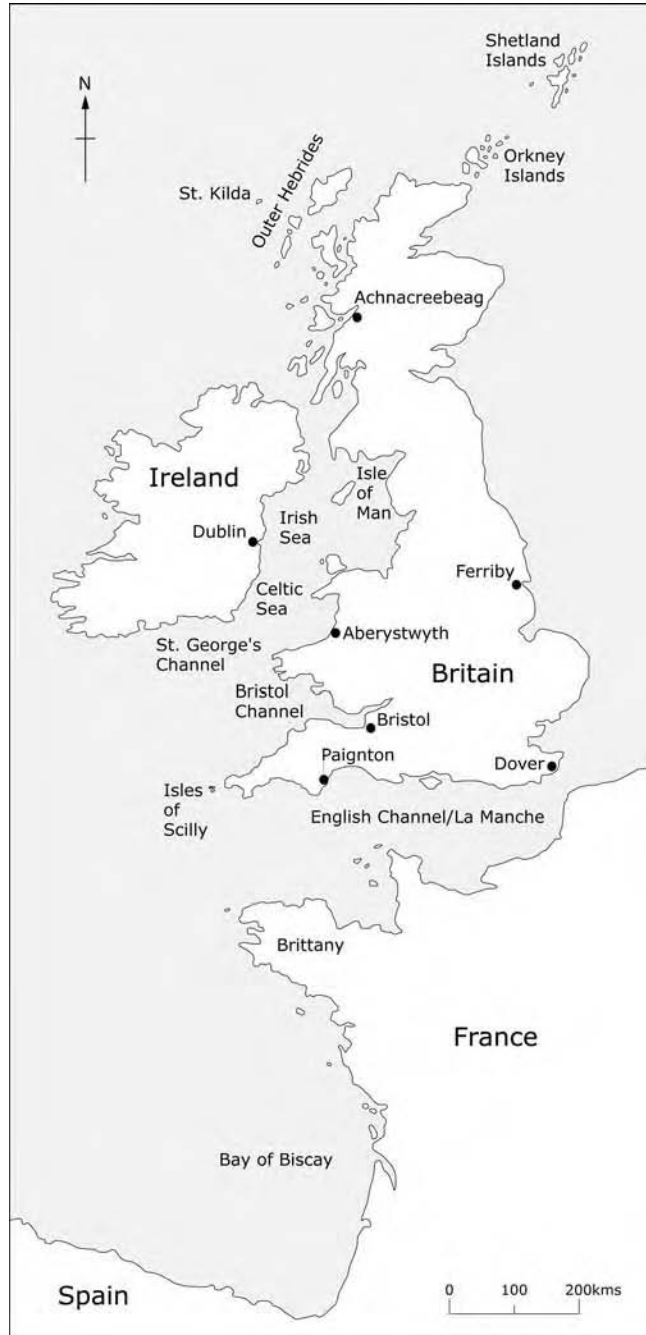 Shetland
Islands
N
Orkney
Islands
St. Kilda
Outer Hebrides
Achnacreebeag
Ireland
Isle
of
Man
Dublin
Irish
Sea
Ferriby
Celtic
Sea
Aberystwyth
St. George's
Channel
Britain
Bristol
Channel
Bristol
Paignton
Dover
Isles
of
Scilly
English Channel/La Manche
Brittany
France
Bay of Biscay
Spain
0 100 200kms